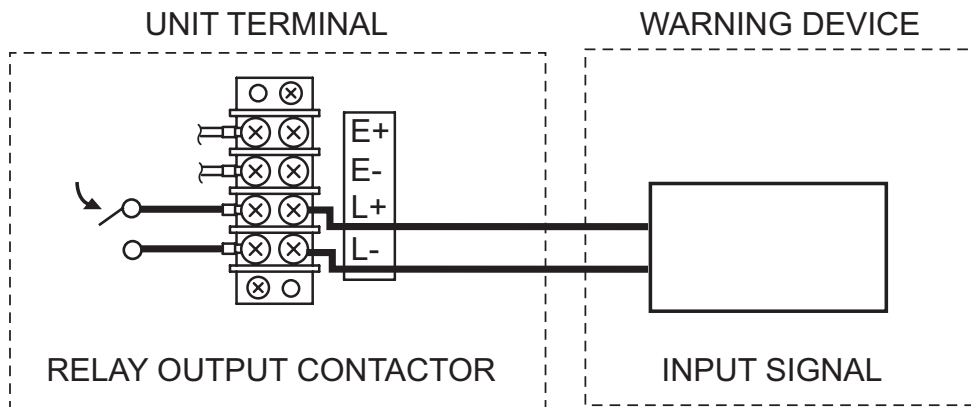 UNIT TERMINAL
WARNING DEVICE
E+
E-
L+
L-
RELAY OUTPUT CONTACTOR
INPUT SIGNAL